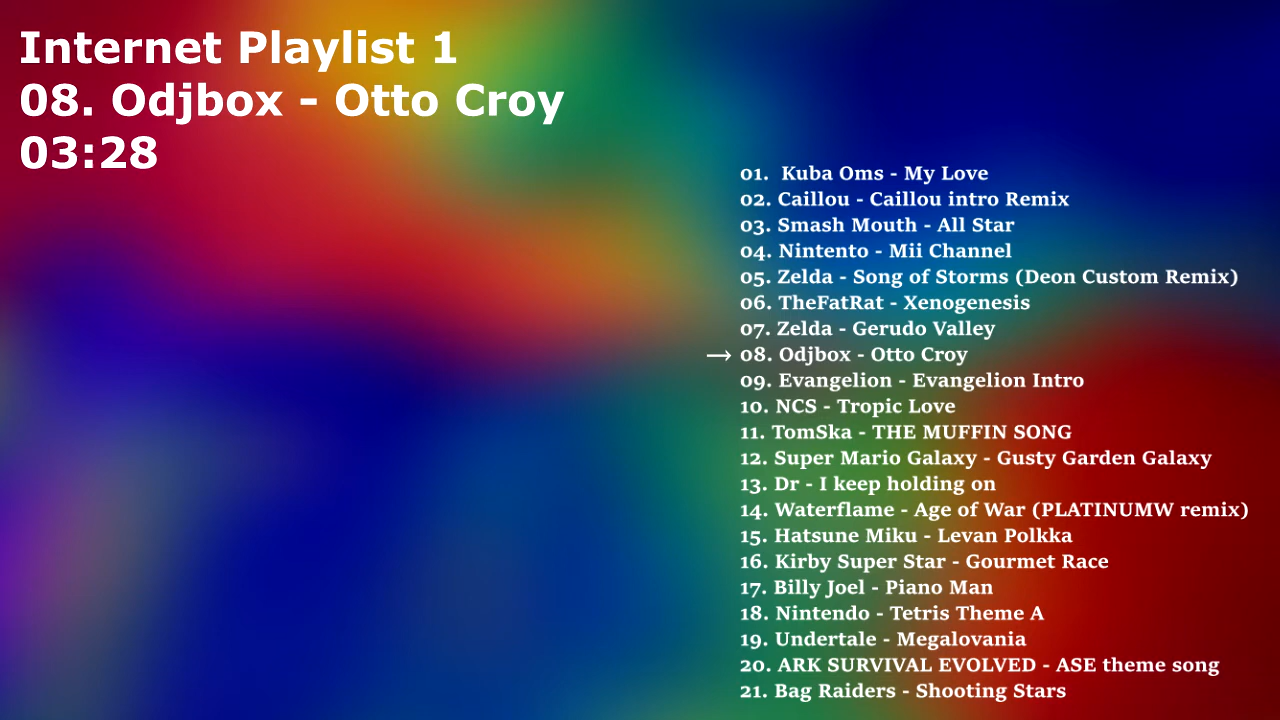 Internet Playlist 1
08. Odjbox - Otto Croy
03:28
01. Kuba Oms - My Love
02. Caillou - Caillou intro Remix
03. Smash Mouth - All Star
04. Nintento - Mii Channel
05. Zelda - Song of Storms (Deon Custom Remix)
06. TheFatRat - Xenogenesis
07. Zelda - Gerudo Valley
→ 08. Odjbox - Otto Croy
09. Evangelion - Evangelion Intro
10. NCS - Tropic Love
11. TomSka - THE MUFFIN SONG
12. Super Mario Galaxy - Gusty Garden Galaxy
13. Dr - I keep holding on
14. Waterflame - Age of War (PLATINUMW remix)
15. Hatsune Miku - Levan Polkka
16. Kirby Super Star - Gourmet Race
17. Billy Joel - Piano Man
18. Nintendo - Tetris Theme A
19. Undertale - Megalovania
20. ARK SURVIVAL EVOLVED - ASE theme song
21. Bag Raiders - Shooting Stars